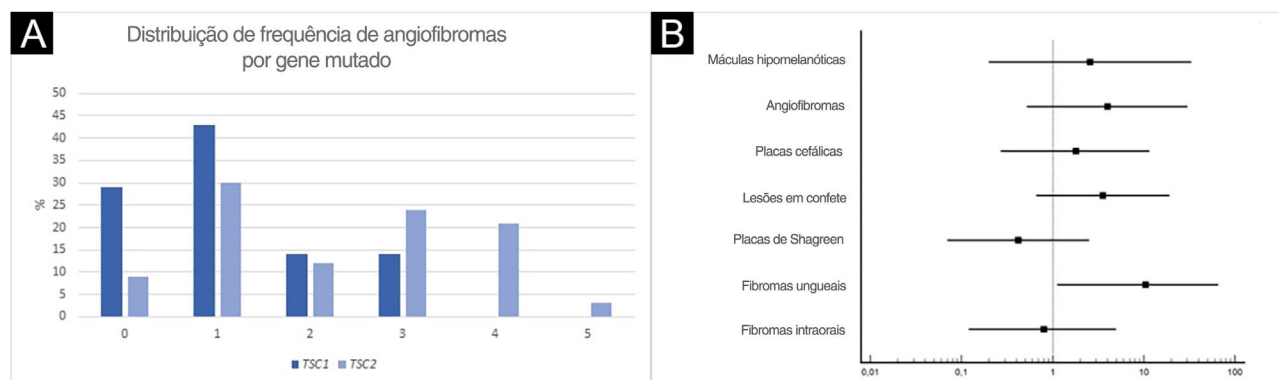 A
Distribuição de frequência de angiofibromas
por gene mutado
%
50
45
40
35
30
25
20
15
10
5
0
0 1 2 3 4 5
TSC1 TSC2
B
Máculas hipomelanóticas
Angiofibromas
Placas cefálicas
Lesões em confete
Placas de Shagreen
Fibromas ungueais
Fibromas intraorais
0,01 0,1 1 10 100